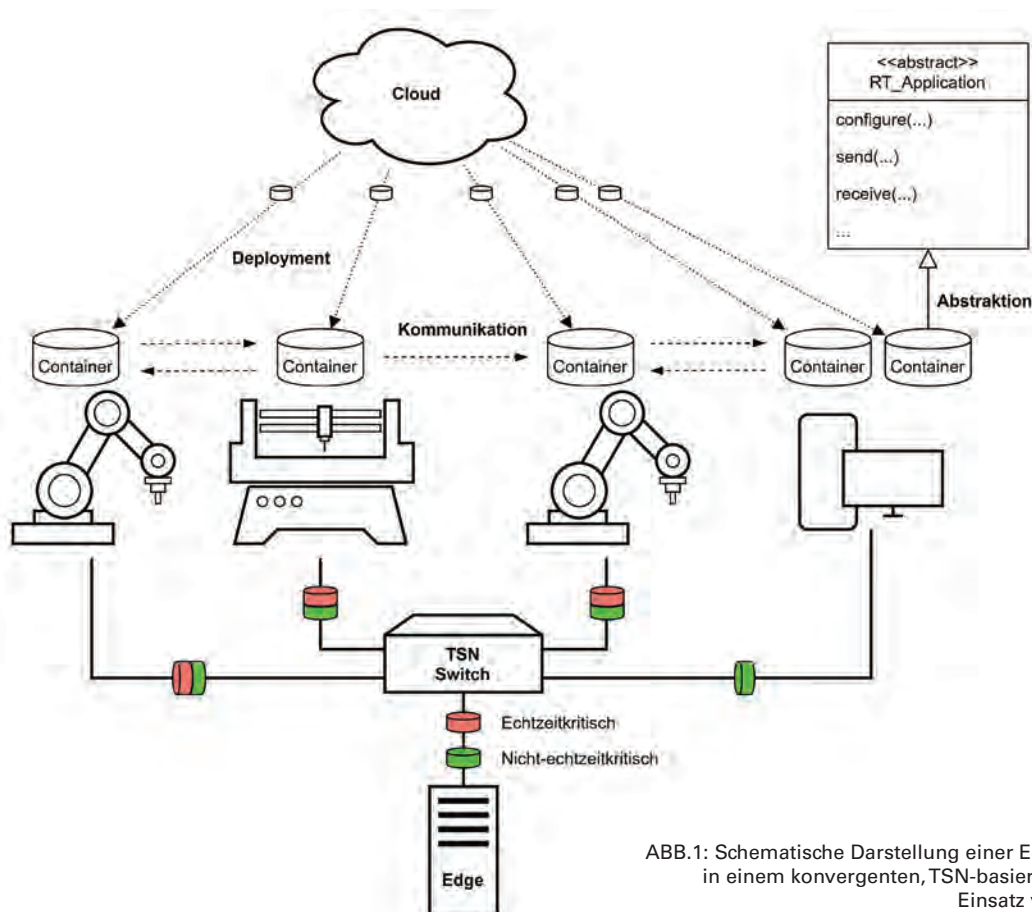 Cloud
<<abstract>>
RT_Application
configure(...)
send(...)
receive(...)
...
Deployment
Abstraktion
Kommunikation
Container
Container
Container
Container
Container
TSN
Switch
Echtzeitkritisch
Nicht-echtzeitkritisch
Edge
ABB.1: Schematische Darstellung einer E
in einem konvergenten, TSN-basier
Einsatz